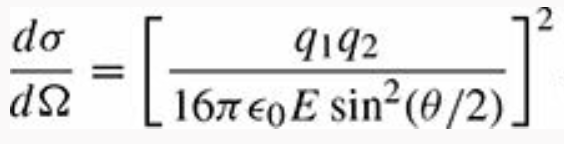 dσ/dΩ = [q₁q₂ / 16πϵ₀E sin²(θ/2)]²